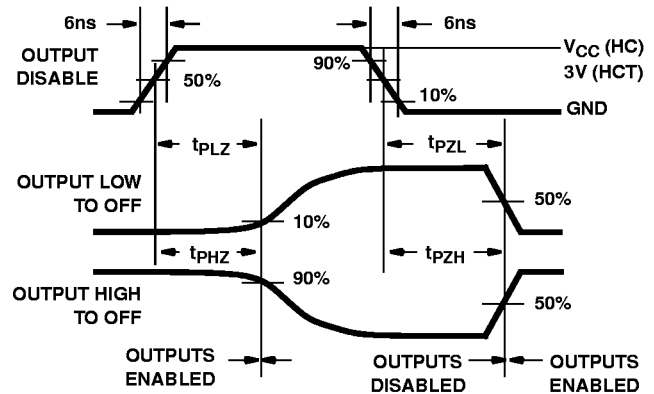 6ns
6ns
OUTPUT
DISABLE
90%
50%
10%
VCC (HC)
3V (HCT)
GND
tPLZ
tPZL
OUTPUT LOW
TO OFF
10%
50%
tPHZ
tPZH
OUTPUT HIGH
TO OFF
90%
50%
OUTPUTS
ENABLED
OUTPUTS
DISABLED
OUTPUTS
ENABLED